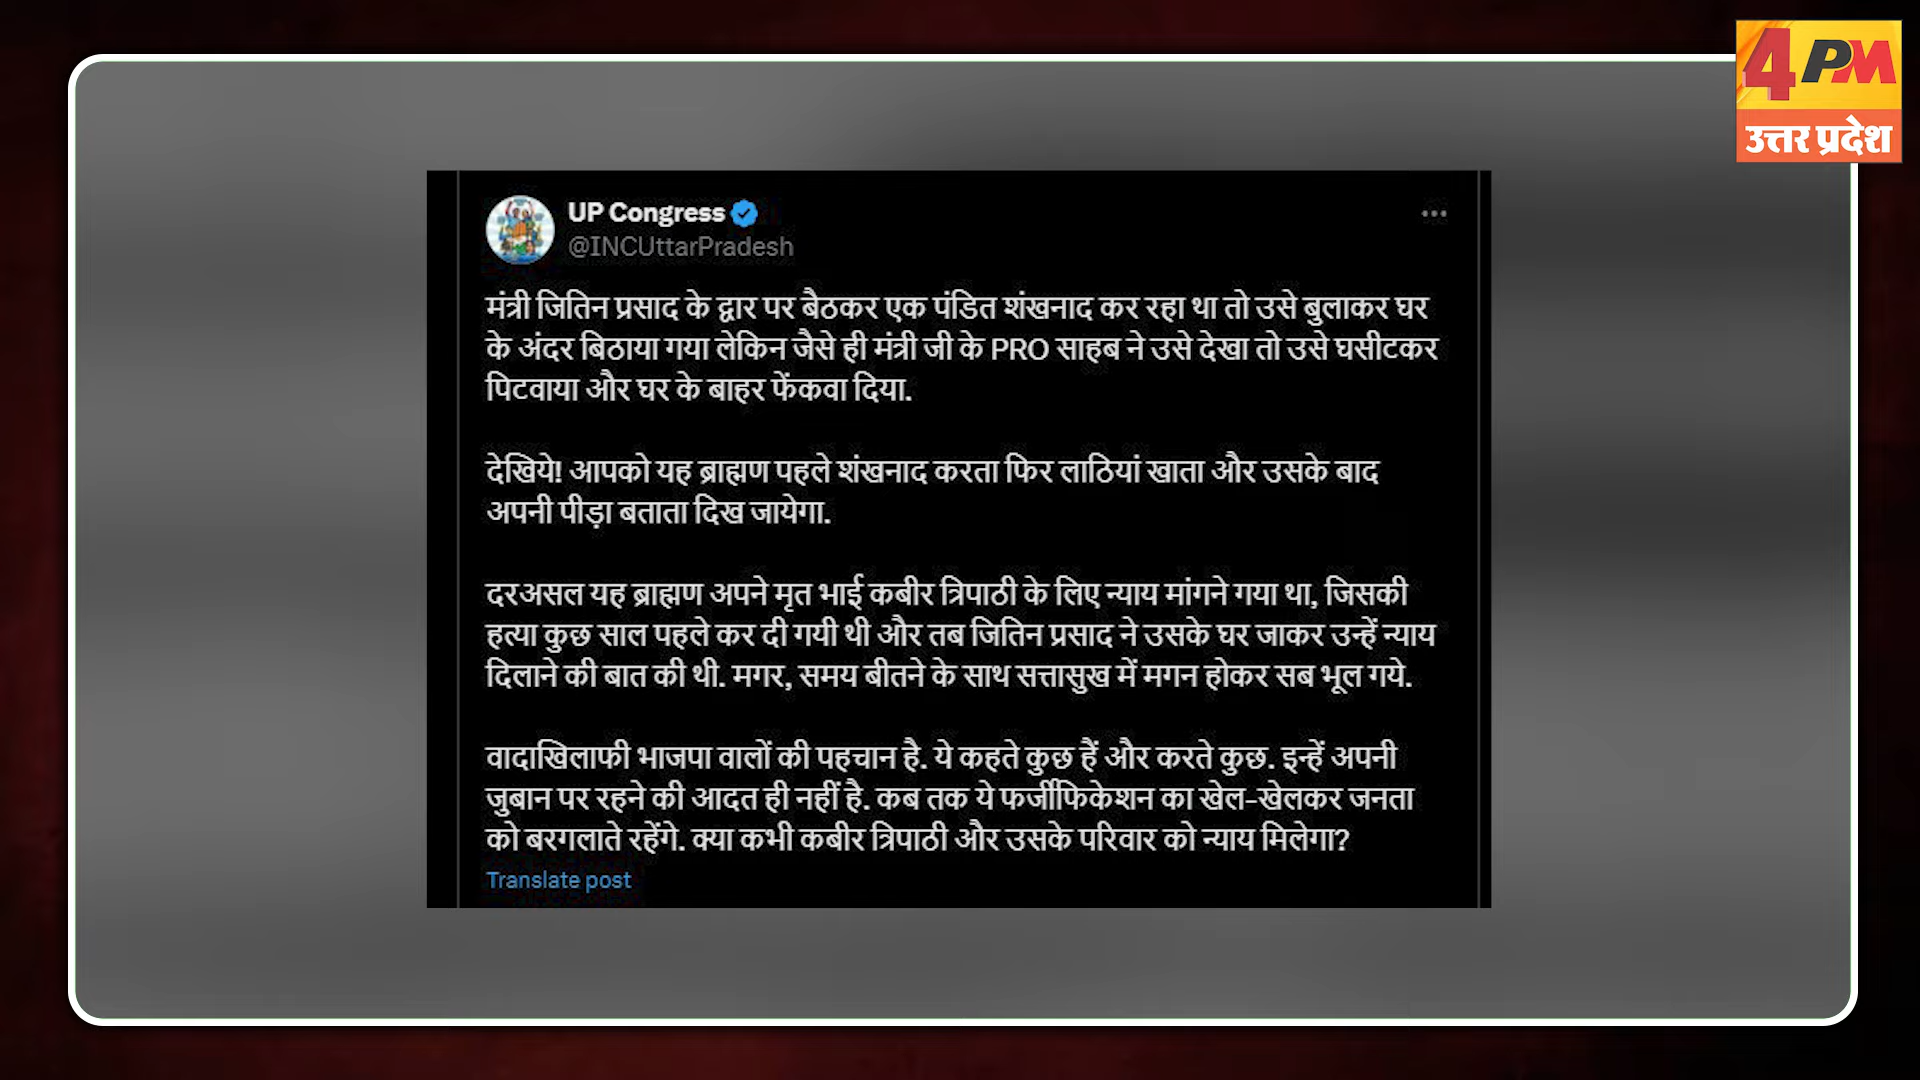 4PM
उत्तर प्रदेश
UP Congress
@INCUttarPradesh
मंत्री जितिन प्रसाद के द्वार पर बैठकर एक पंडित शंखनाद कर रहा था तो उसे बुलाकर घर
के अंदर बिठाया गया लेकिन जैसे ही मंत्री जी के PRO साहब ने उसे देखा तो उसे घसीटकर
पिटवाया और घर के बाहर फेंकवा दिया.
देखिये! आपको यह ब्राह्मण पहले शंखनाद करता फिर लाठियां खाता और उसके बाद
अपनी पीड़ा बताता दिख जायेगा.
दरअसल यह ब्राह्मण अपने मृत भाई कबीर त्रिपाठी के लिए न्याय मांगने गया था, जिसकी
हत्या कुछ साल पहले कर दी गयी थी और तब जितिन प्रसाद ने उसके घर जाकर उन्हें न्याय
दिलाने की बात की थी. मगर, समय बीतने के साथ सत्तासुख में मगन होकर सब भूल गये.
वादाखिलाफी भाजपा वालों की पहचान है. ये कहते कुछ हैं और करते कुछ. इन्हें अपनी
जुबान पर रहने की आदत ही नहीं है. कब तक ये फर्जीफिकेशन का खेल-खेलकर जनता
को बरगलाते रहेंगे. क्या कभी कबीर त्रिपाठी और उसके परिवार को न्याय मिलेगा?
Translate post